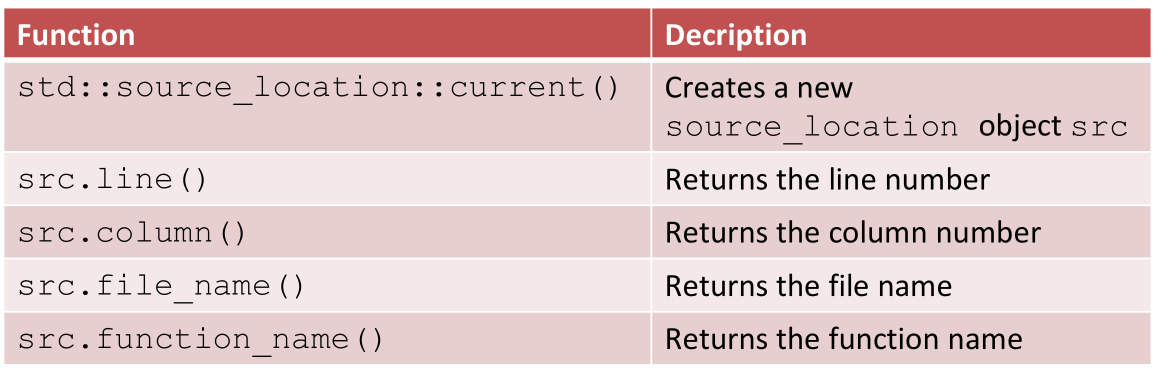 Function Decription
std::source_location::current() Creates a new
source_location object src
src.line() Returns the line number
src.column() Returns the column number
src.file_name() Returns the file name
src.function_name() Returns the function name